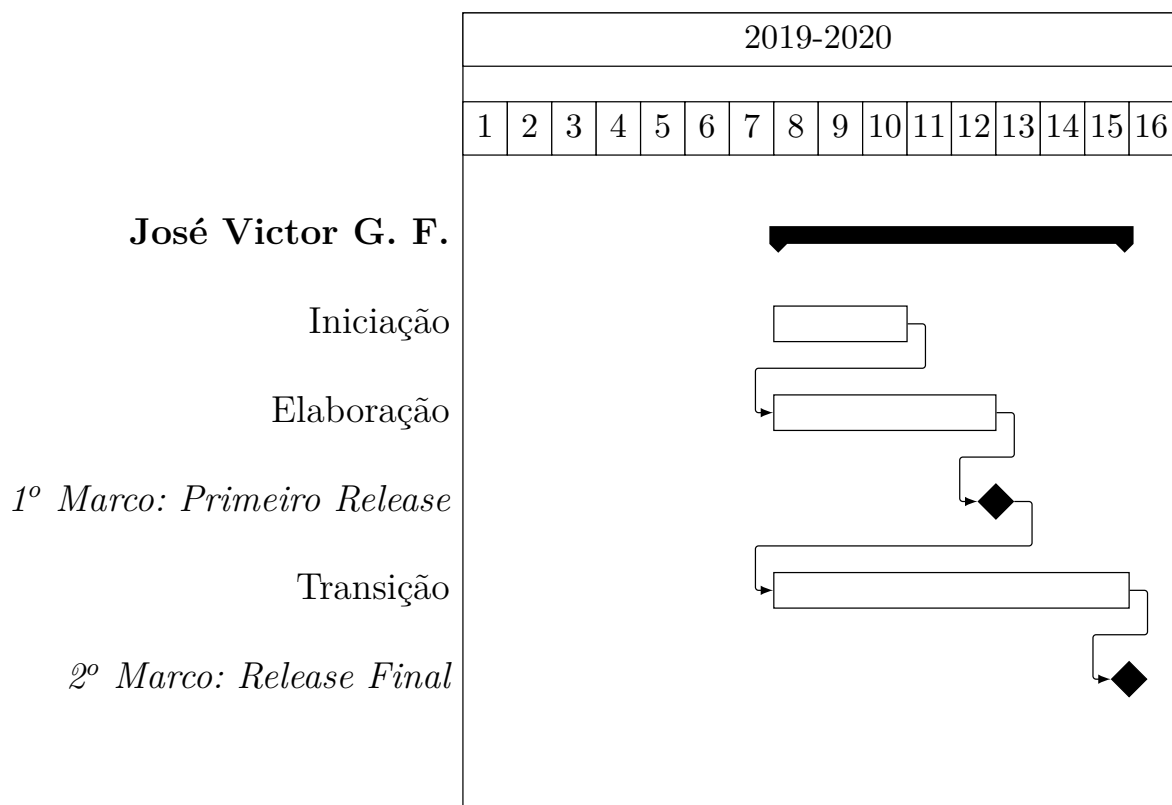 2019-2020
1 2 3 4 5 6 7 8 9 10 11 12 13 14 15 16
José Victor G. F.
Iniciação
Elaboração
1º Marco: Primeiro Release
Transição
2º Marco: Release Final